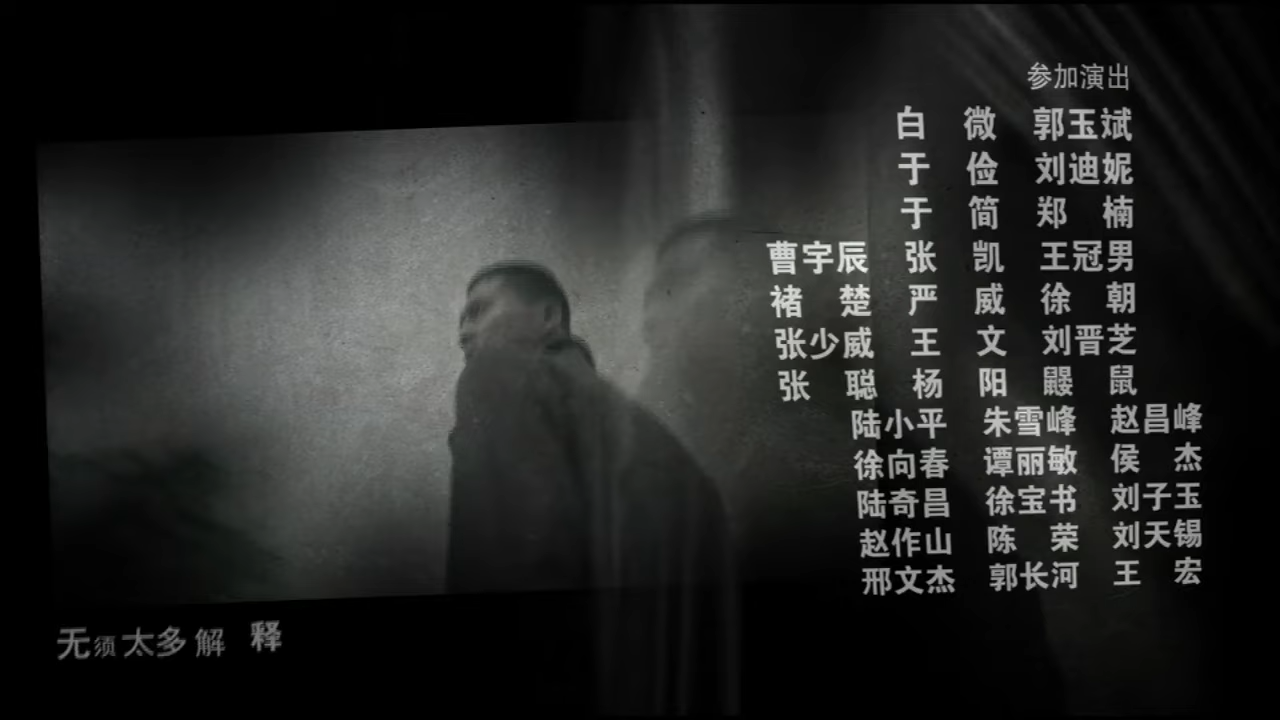 参加演出
白 微 郭玉斌
于 俭 刘迪妮
于 简 郑 楠
曹宇辰 张 凯 王冠男
褚 楚 严 威 徐 朝
张少威 王 文 刘晋芝
张 聪 杨 阳 鼹 鼠
陆小平 朱雪峰 赵昌峰
徐向春 谭丽敏 侯 杰
陆奇昌 徐宝书 刘子玉
赵作山 陈 荣 刘天锡
邢文杰 郭长河 王 宏
无须太多解释